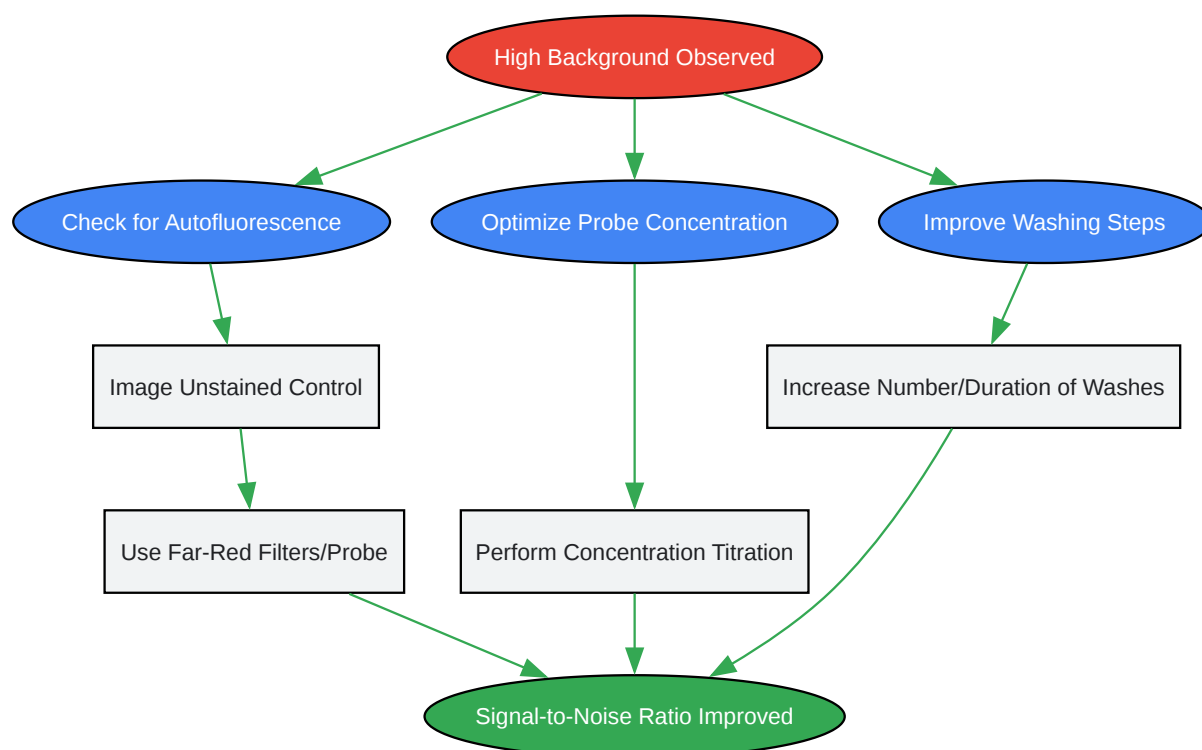 High Background Observed
Check for Autofluorescence
Optimize Probe Concentration
Improve Washing Steps
Image Unstained Control
Increase Number/Duration of Washes
Use Far-Red Filters/Probe
Perform Concentration Titration
Signal-to-Noise Ratio Improved